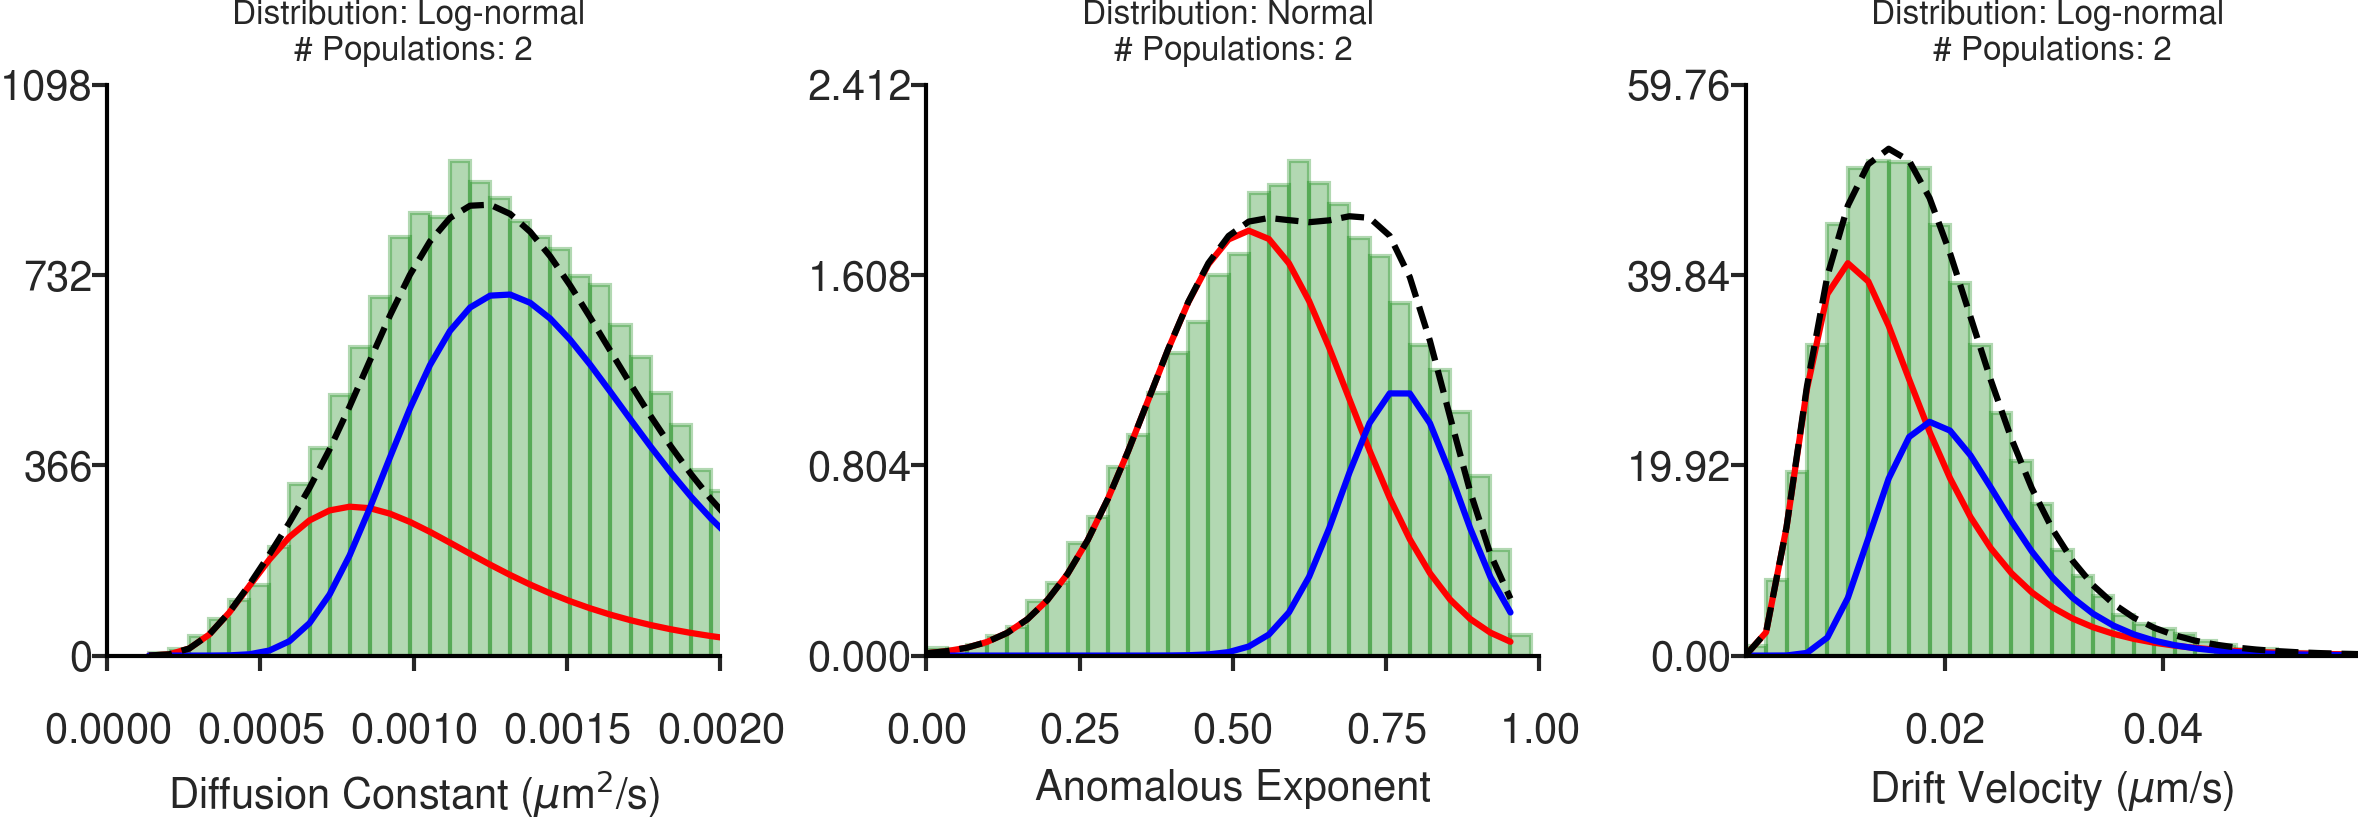 Distribution: Log-normal
# Populations: 2
1098
732
366
0
0.0000 0.0005 0.0010 0.0015 0.0020
Diffusion Constant (μm²/s)
Distribution: Normal
# Populations: 2
2.412
1.608
0.804
0.000
0.00 0.25 0.50 0.75 1.00
Anomalous Exponent
Distribution: Log-normal
# Populations: 2
59.76
39.84
19.92
0.00
0.02 0.04
Drift Velocity (μm/s)